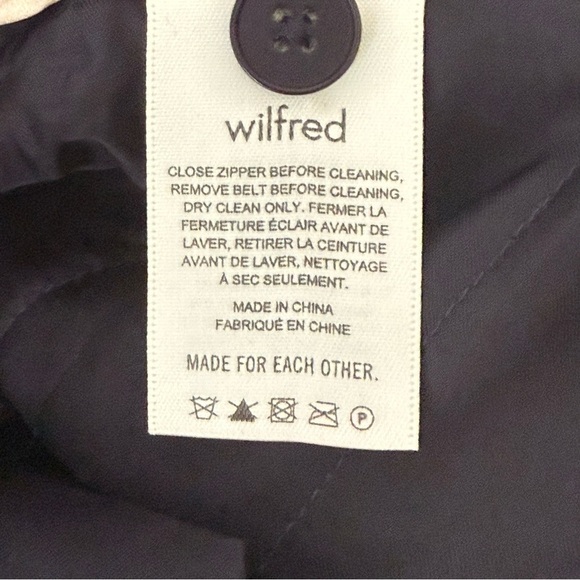 wilfred
CLOSE ZIPPER BEFORE CLEANING,
REMOVE BELT BEFORE CLEANING,
DRY CLEAN ONLY. FERMER LA
FERMETURE ÉCLAIR AVANT DE
LAVER, RETIRER LA CEINTURE
AVANT DE LAVER, NETTOYAGE
À SEC SEULEMENT.
MADE IN CHINA
FABRIQUÉ EN CHINE
MADE FOR EACH OTHER.
P